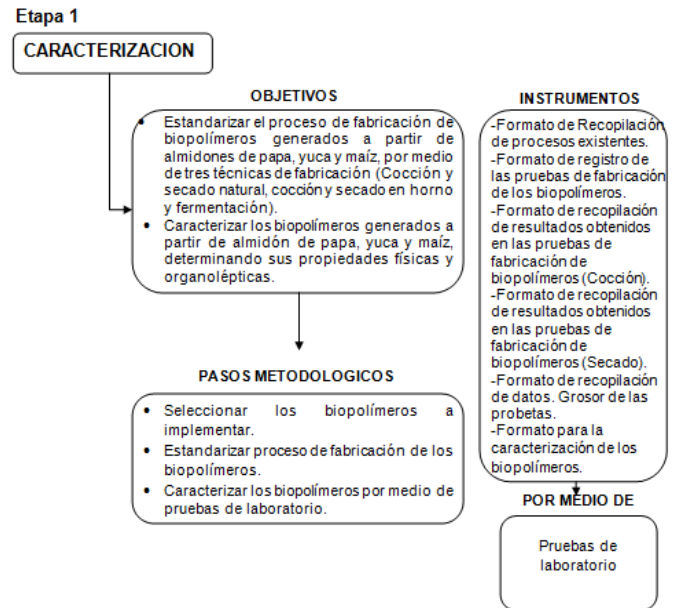 Etapa 1
CARACTERIZACION
OBJETIVOS
• Estandarizar el proceso de fabricación de
biopolímeros generados a partir de
almidones de papa, yuca y maíz, por medio
de tres técnicas de fabricación (Cocción y
secado natural, cocción y secado en horno
y fermentación).
• Caracterizar los biopolímeros generados a
partir de almidón de papa, yuca y maíz,
determinando sus propiedades físicas y
organolépticas.
PASOS METODOLOGICOS
• Seleccionar los biopolímeros a
implementar.
• Estandarizar proceso de fabricación de los
biopolímeros.
• Caracterizar los biopolímeros por medio de
pruebas de laboratorio.
INSTRUMENTOS
-Formato de Recopilación
de procesos existentes.
-Formato de registro de
las pruebas de fabricación
de los biopolímeros.
-Formato de recopilación
de resultados obtenidos
en las pruebas de
fabricación de
biopolímeros (Cocción).
-Formato de recopilación
de resultados obtenidos
en las pruebas de
fabricación de
biopolímeros (Secado).
-Formato de recopilación
de datos. Grosor de las
probetas.
-Formato para la
caracterización de los
biopolímeros.
POR MEDIO DE
Pruebas de
laboratorio